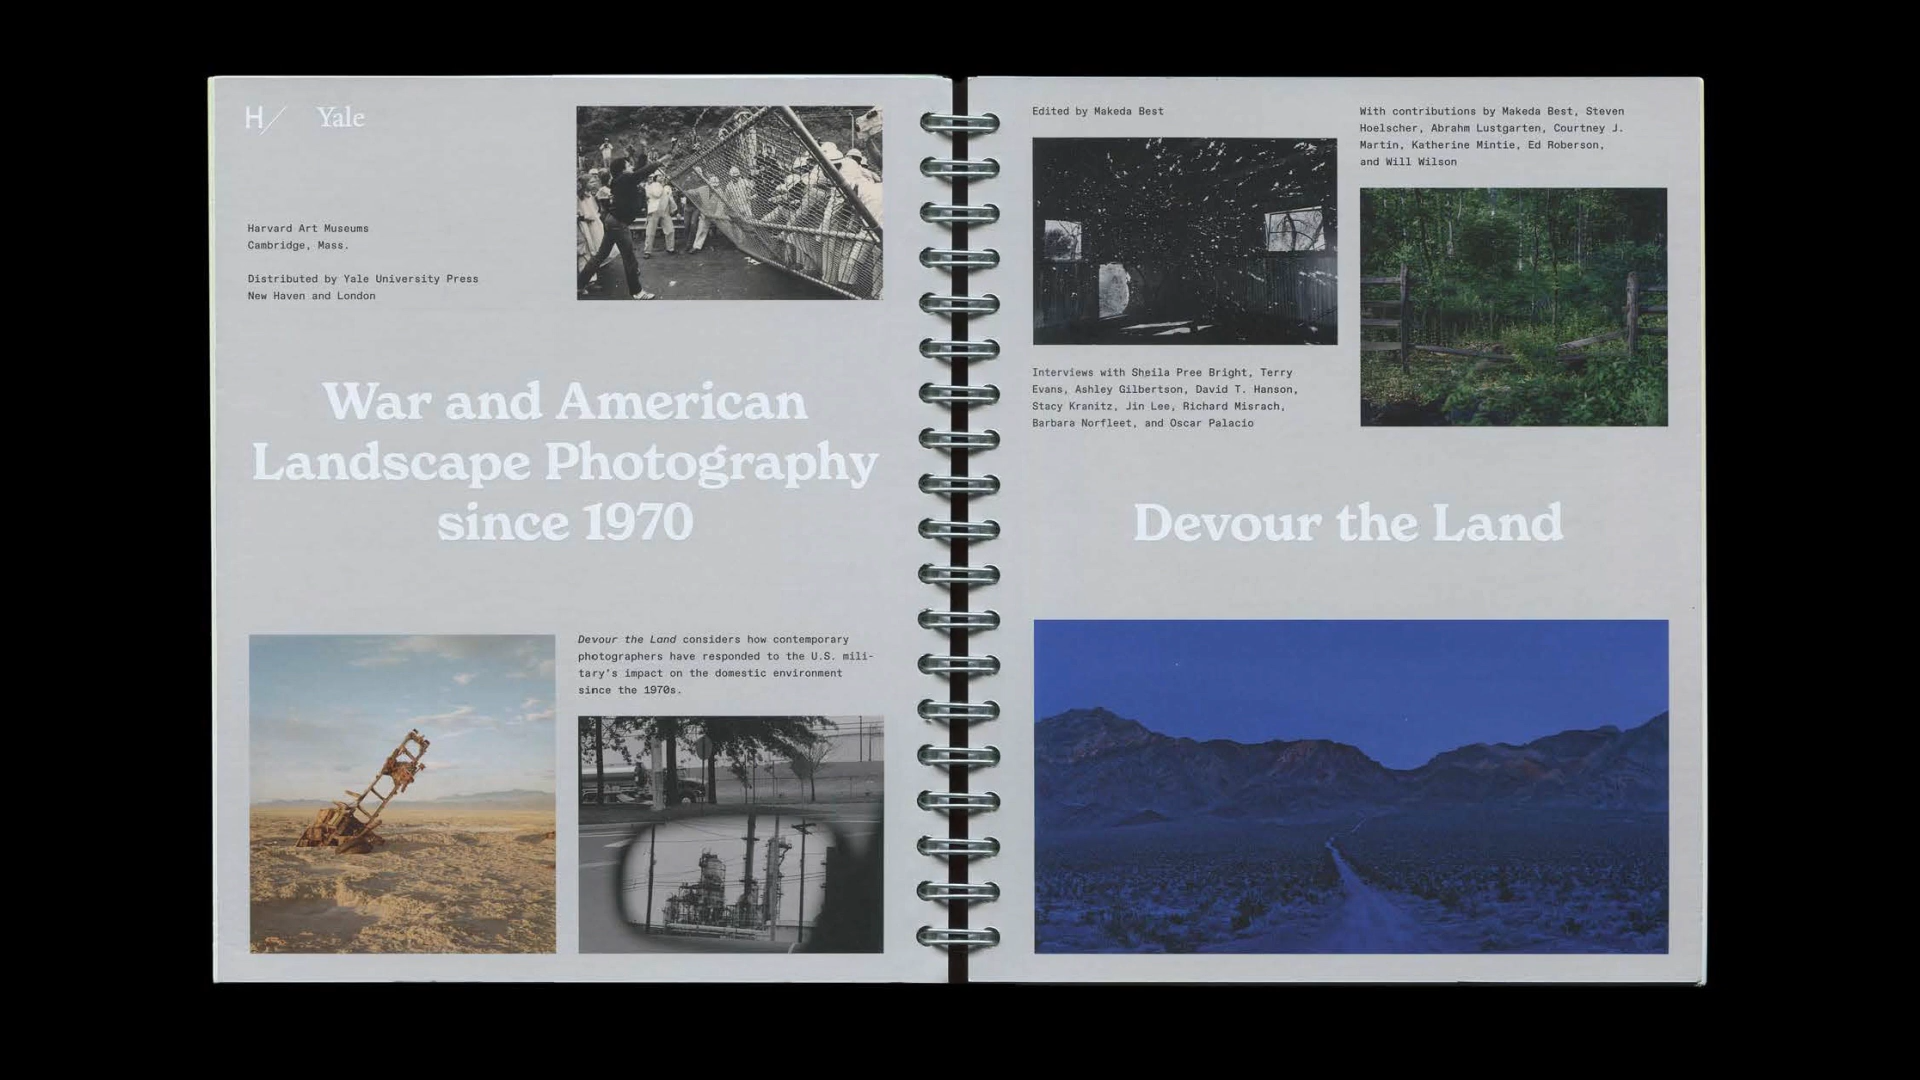 H/ Yale
Harvard Art Museums
Cambridge, Mass.
Distributed by Yale University Press
New Haven and London
War and American
Landscape Photography
since 1970
Devour the Land considers how contemporary
photographers have responded to the U.S. mili-
tary's impact on the domestic environment
since the 1970s.
Edited by Makeda Best
Interviews with Sheila Pree Bright, Terry
Evans, Ashley Gilbertson, David T. Hanson,
Stacy Kranitz, Jin Lee, Richard Misrach,
Barbara Norfleet, and Oscar Palacio
With contributions by Makeda Best, Steven
Hoelscher, Abrahm Lustgarten, Courtney J.
Martin, Katherine Mintie, Ed Roberson,
and Will Wilson
Devour the Land